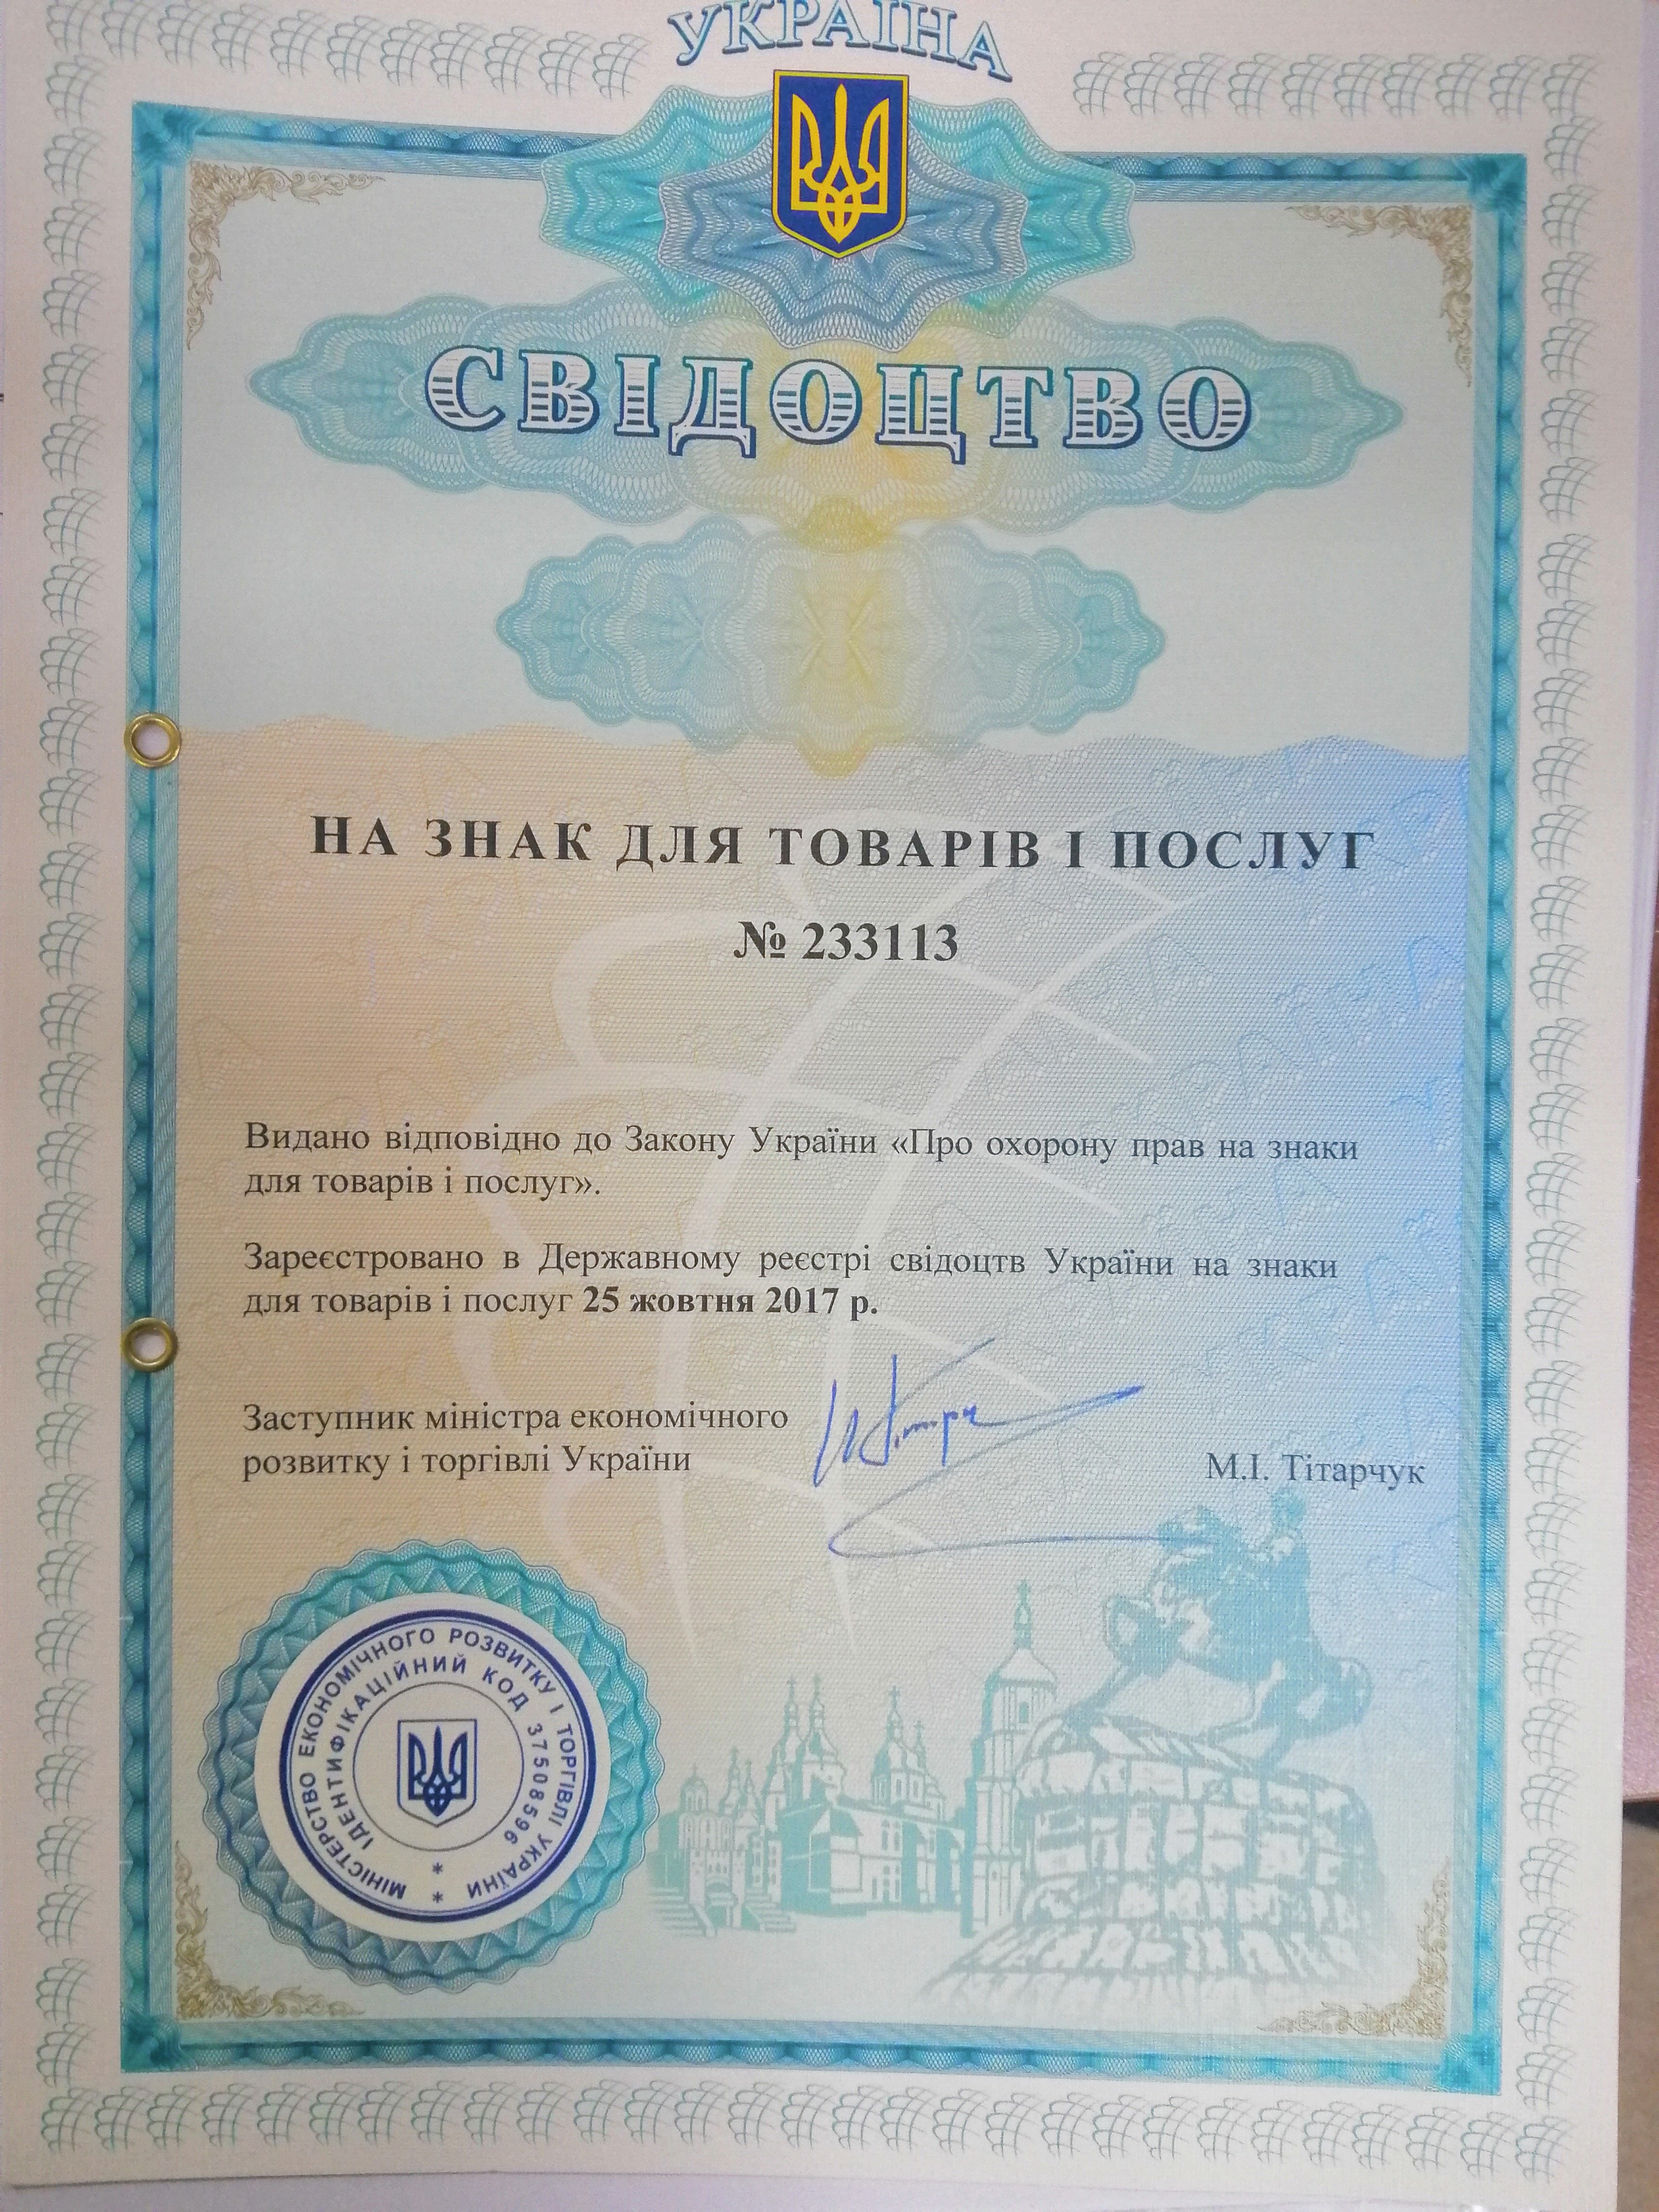 УКРАЇНА
СВІДОЦТВО
НА ЗНАК ДЛЯ ТОВАРІВ І ПОСЛУГ
№ 233113
Видано відповідно до Закону України «Про охорону прав на знаки
для товарів і послуг».
Зареєстровано в Державному реєстрі свідоцтв України на знаки
для товарів і послуг 25 жовтня 2017 р.
Заступник міністра економічного
розвитку і торгівлі України
М.І. Тітарчук
МІНІСТЕРСТВО ЕКОНОМІЧНОГО РОЗВИТКУ І ТОРГІВЛІ УКРАЇНИ *
ІДЕНТИФІКАЦІЙНИЙ КОД 37508596 *